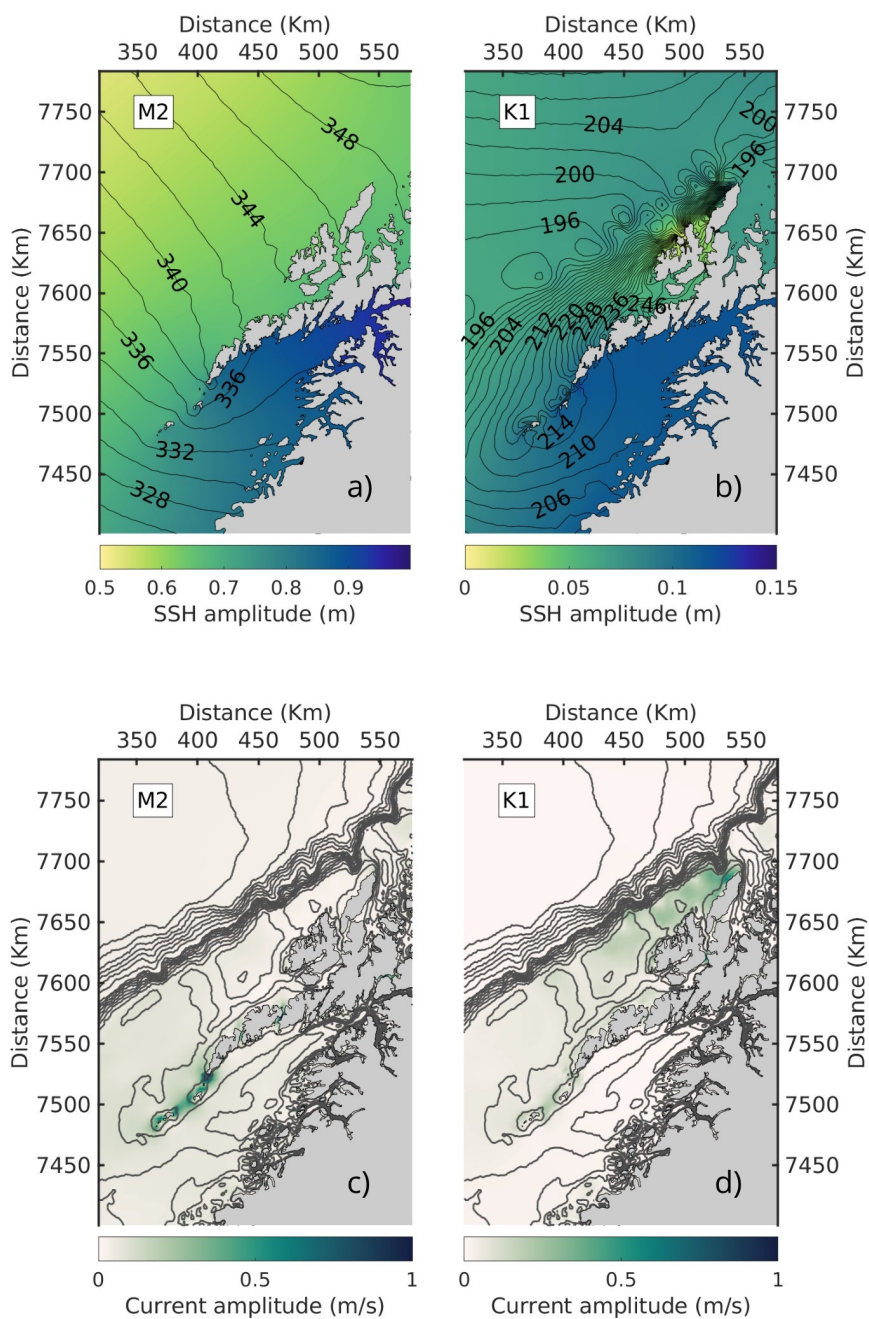 Distance (Km)
Distance (Km)
350 400 450 500 550
350 400 450 500 550
M2
K1
7750
7700
7650
7600
7550
7500
7450
7750
7700
7650
7600
7550
7500
7450
Distance (Km)
Distance (Km)
348
344
340
336
336
332
328
204
200
200
196
196
196
204
212
220
228
236
246
214
210
206
a)
b)
0.5 0.6 0.7 0.8 0.9
SSH amplitude (m)
0 0.05 0.1 0.15
SSH amplitude (m)
Distance (Km)
Distance (Km)
350 400 450 500 550
350 400 450 500 550
M2
K1
7750
7700
7650
7600
7550
7500
7450
7750
7700
7650
7600
7550
7500
7450
Distance (Km)
Distance (Km)
c)
d)
0 0.5 1
Current amplitude (m/s)
0 0.5 1
Current amplitude (m/s)